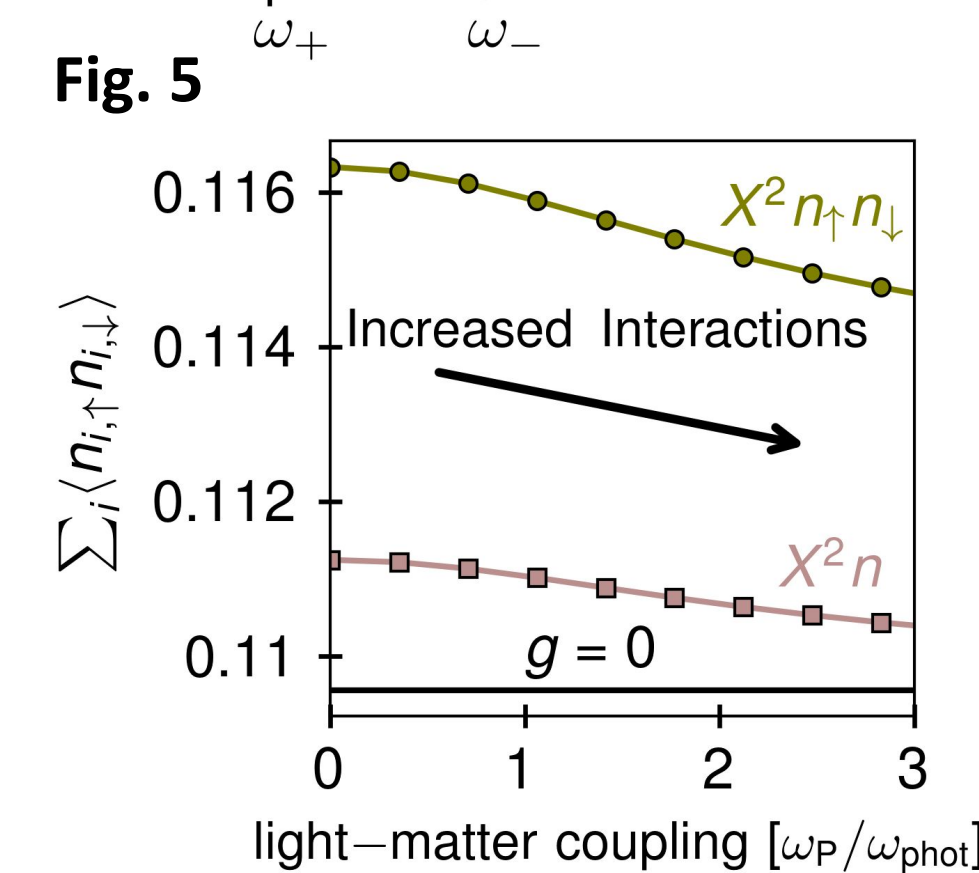 ω₊ ω₋
Fig. 5
0.116
X²n↑n↓
Increased Interactions
0.114
∑ᵢ⟨nᵢ,↑nᵢ,↓⟩
0.112
X²n
0.11
g = 0
0 1 2 3
light−matter coupling [ωP/ωphot]